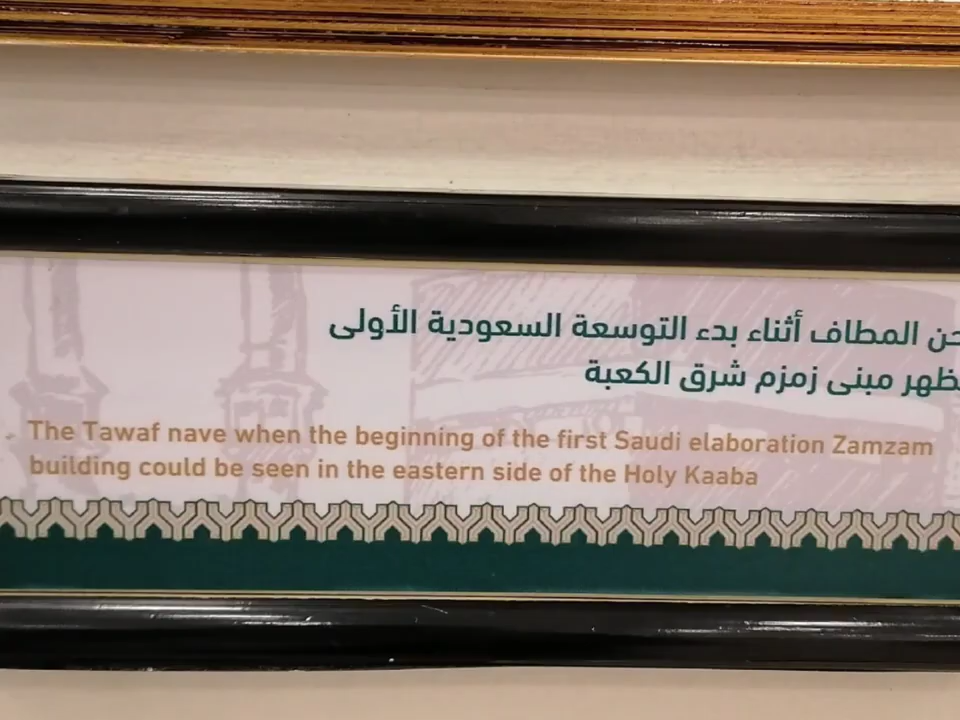 المطاف أثناء بدء التوسعة السعودية الأولى
مبنى زمزم شرق الكعبة
The Tawaf nave when the beginning of the first Saudi elaboration Zamzam
building could be seen in the eastern side of the Holy Kaaba